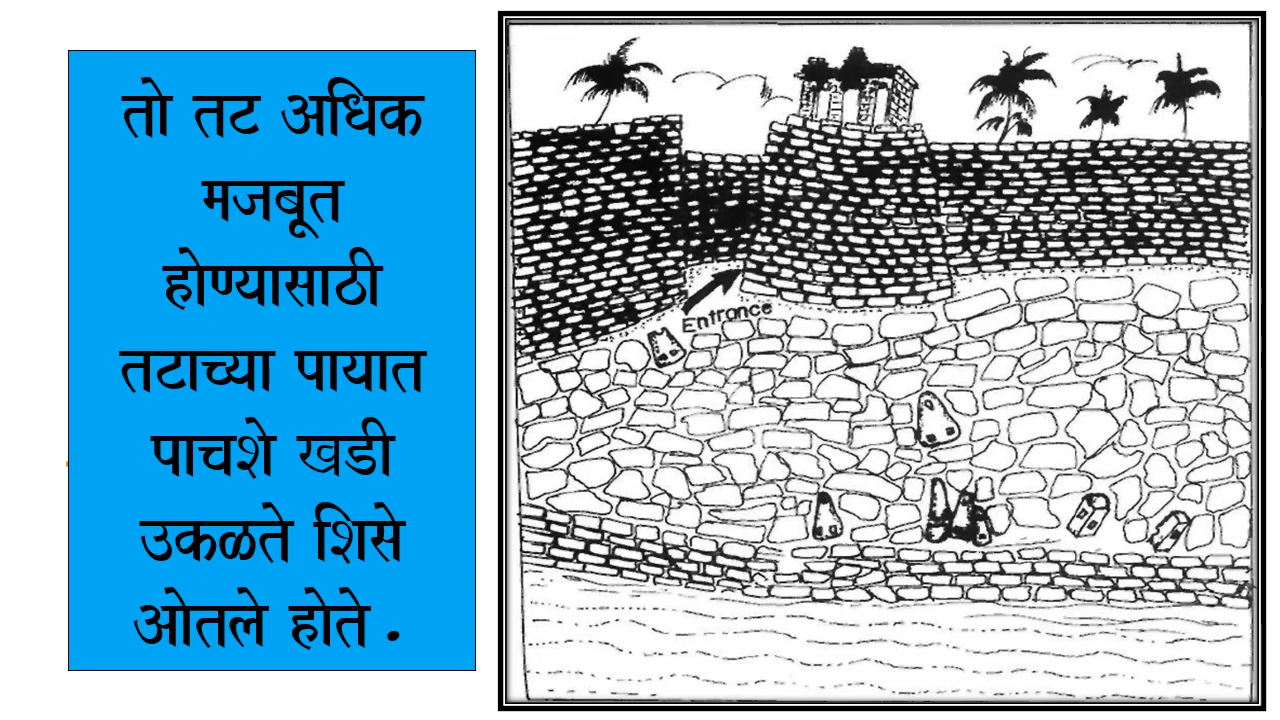 तो तट अधिक
मजबूत
होण्यासाठी
तटाच्या पायात
पाचशे खडी
उकळते शिसे
ओतले होते .
Entrance